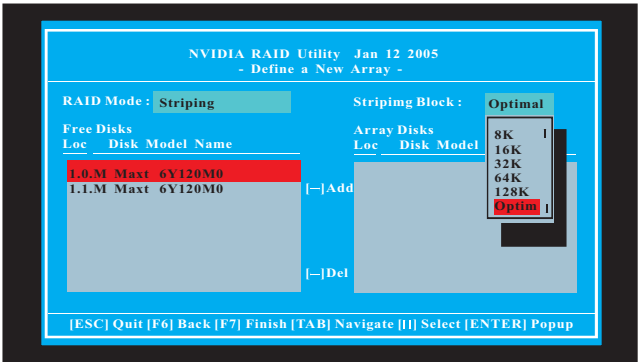 NVIDIA RAID Utility Jan 12 2005
- Define a New Array -
RAID Mode : Striping
Stripimg Block : Optimal
Free Disks
Loc Disk Model Name
Array Disks
Loc Disk Model
8K
16K
32K
64K
128K
Optim
1.0.M Maxt 6Y120M0
1.1.M Maxt 6Y120M0
[—]Add
[—]Del
[ESC] Quit [F6] Back [F7] Finish [TAB] Navigate [II] Select [ENTER] Popup